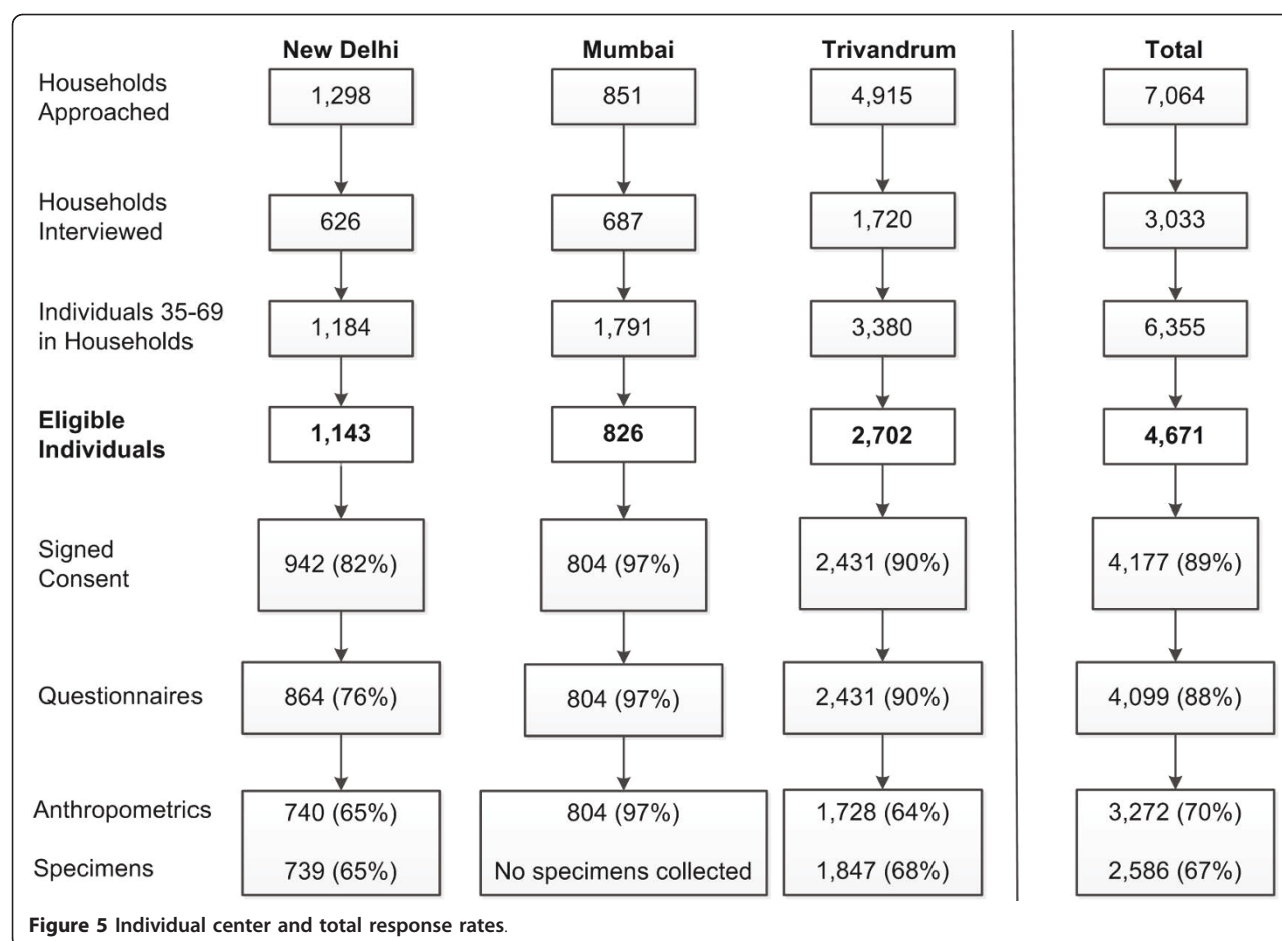 New Delhi Mumbai Trivandrum Total
Households
Approached
1,298 851 4,915 7,064
Households
Interviewed
626 687 1,720 3,033
Individuals 35-69
in Households
1,184 1,791 3,380 6,355
Eligible
Individuals
1,143 826 2,702 4,671
Signed
Consent
942 (82%) 804 (97%) 2,431 (90%) 4,177 (89%)
Questionnaires 864 (76%) 804 (97%) 2,431 (90%) 4,099 (88%)
Anthropometrics 740 (65%) 804 (97%) 1,728 (64%) 3,272 (70%)
Specimens 739 (65%) No specimens collected 1,847 (68%) 2,586 (67%)
Figure 5 Individual center and total response rates.